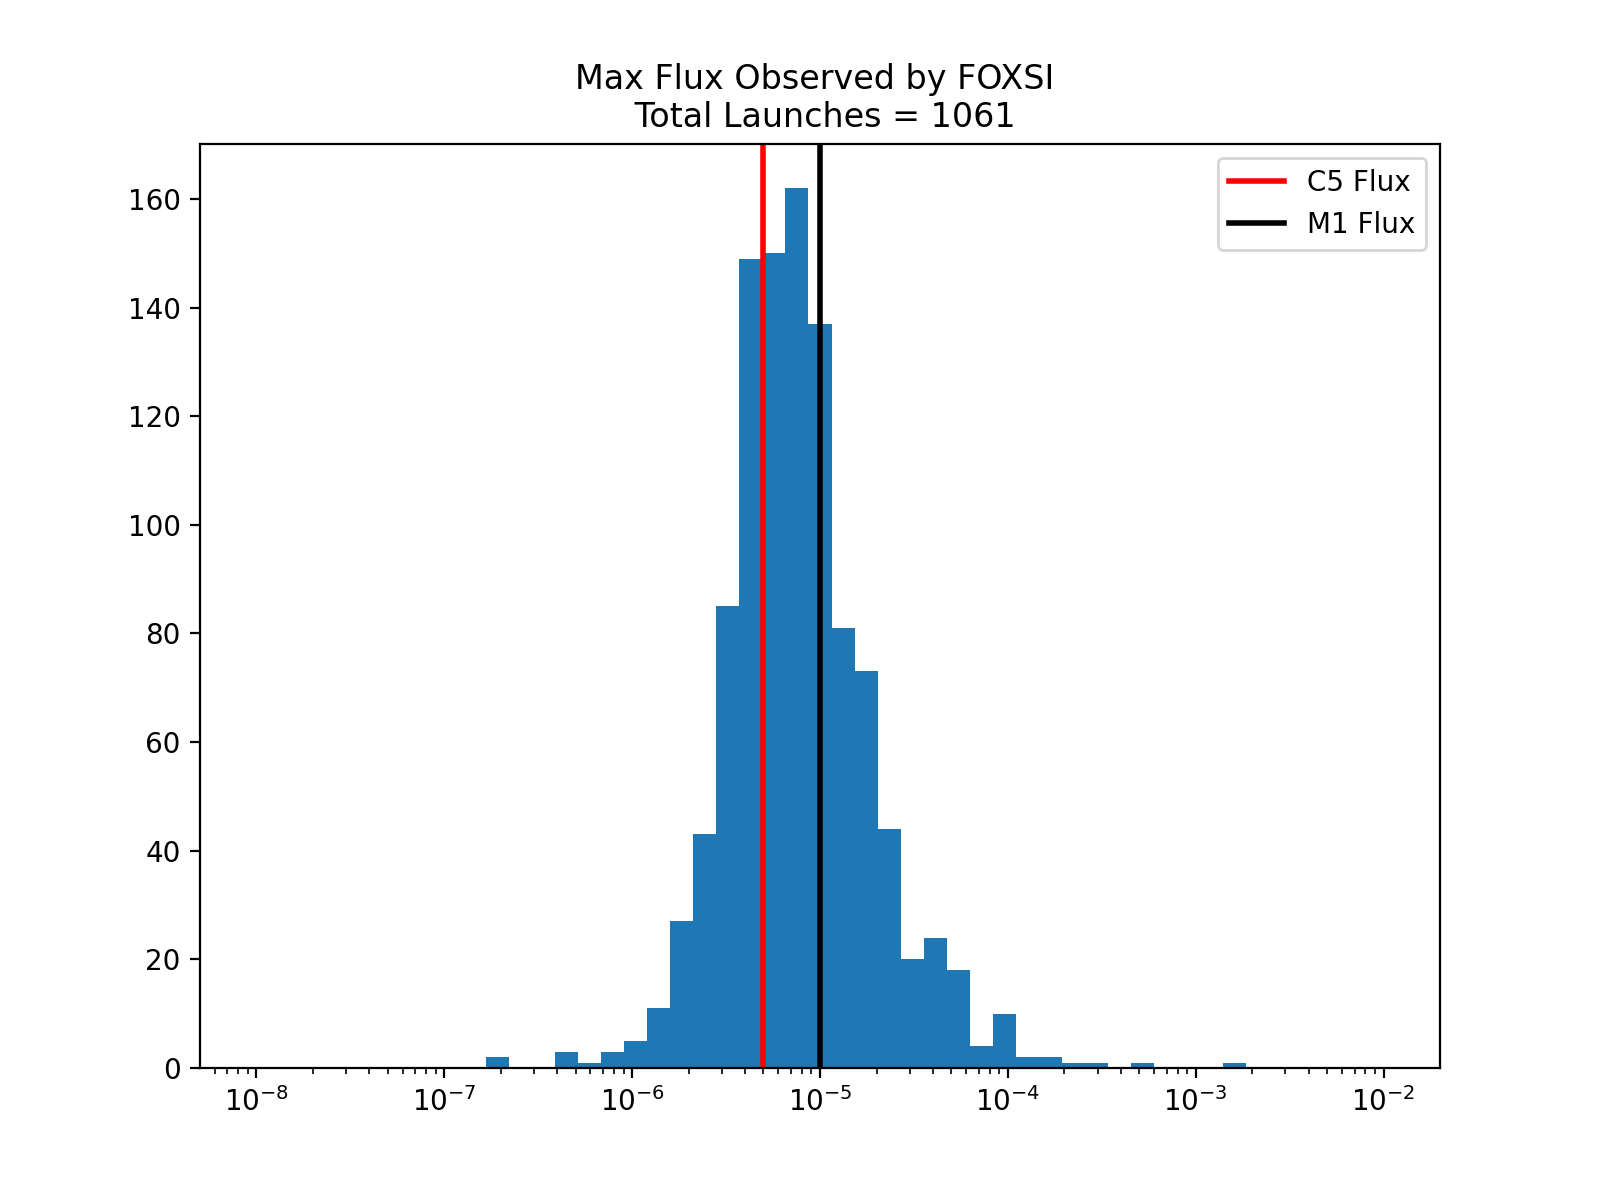 Max Flux Observed by FOXSI
Total Launches = 1061
C5 Flux
M1 Flux
160
140
120
100
80
60
40
20
0
10⁻⁸ 10⁻⁷ 10⁻⁶ 10⁻⁵ 10⁻⁴ 10⁻³ 10⁻²